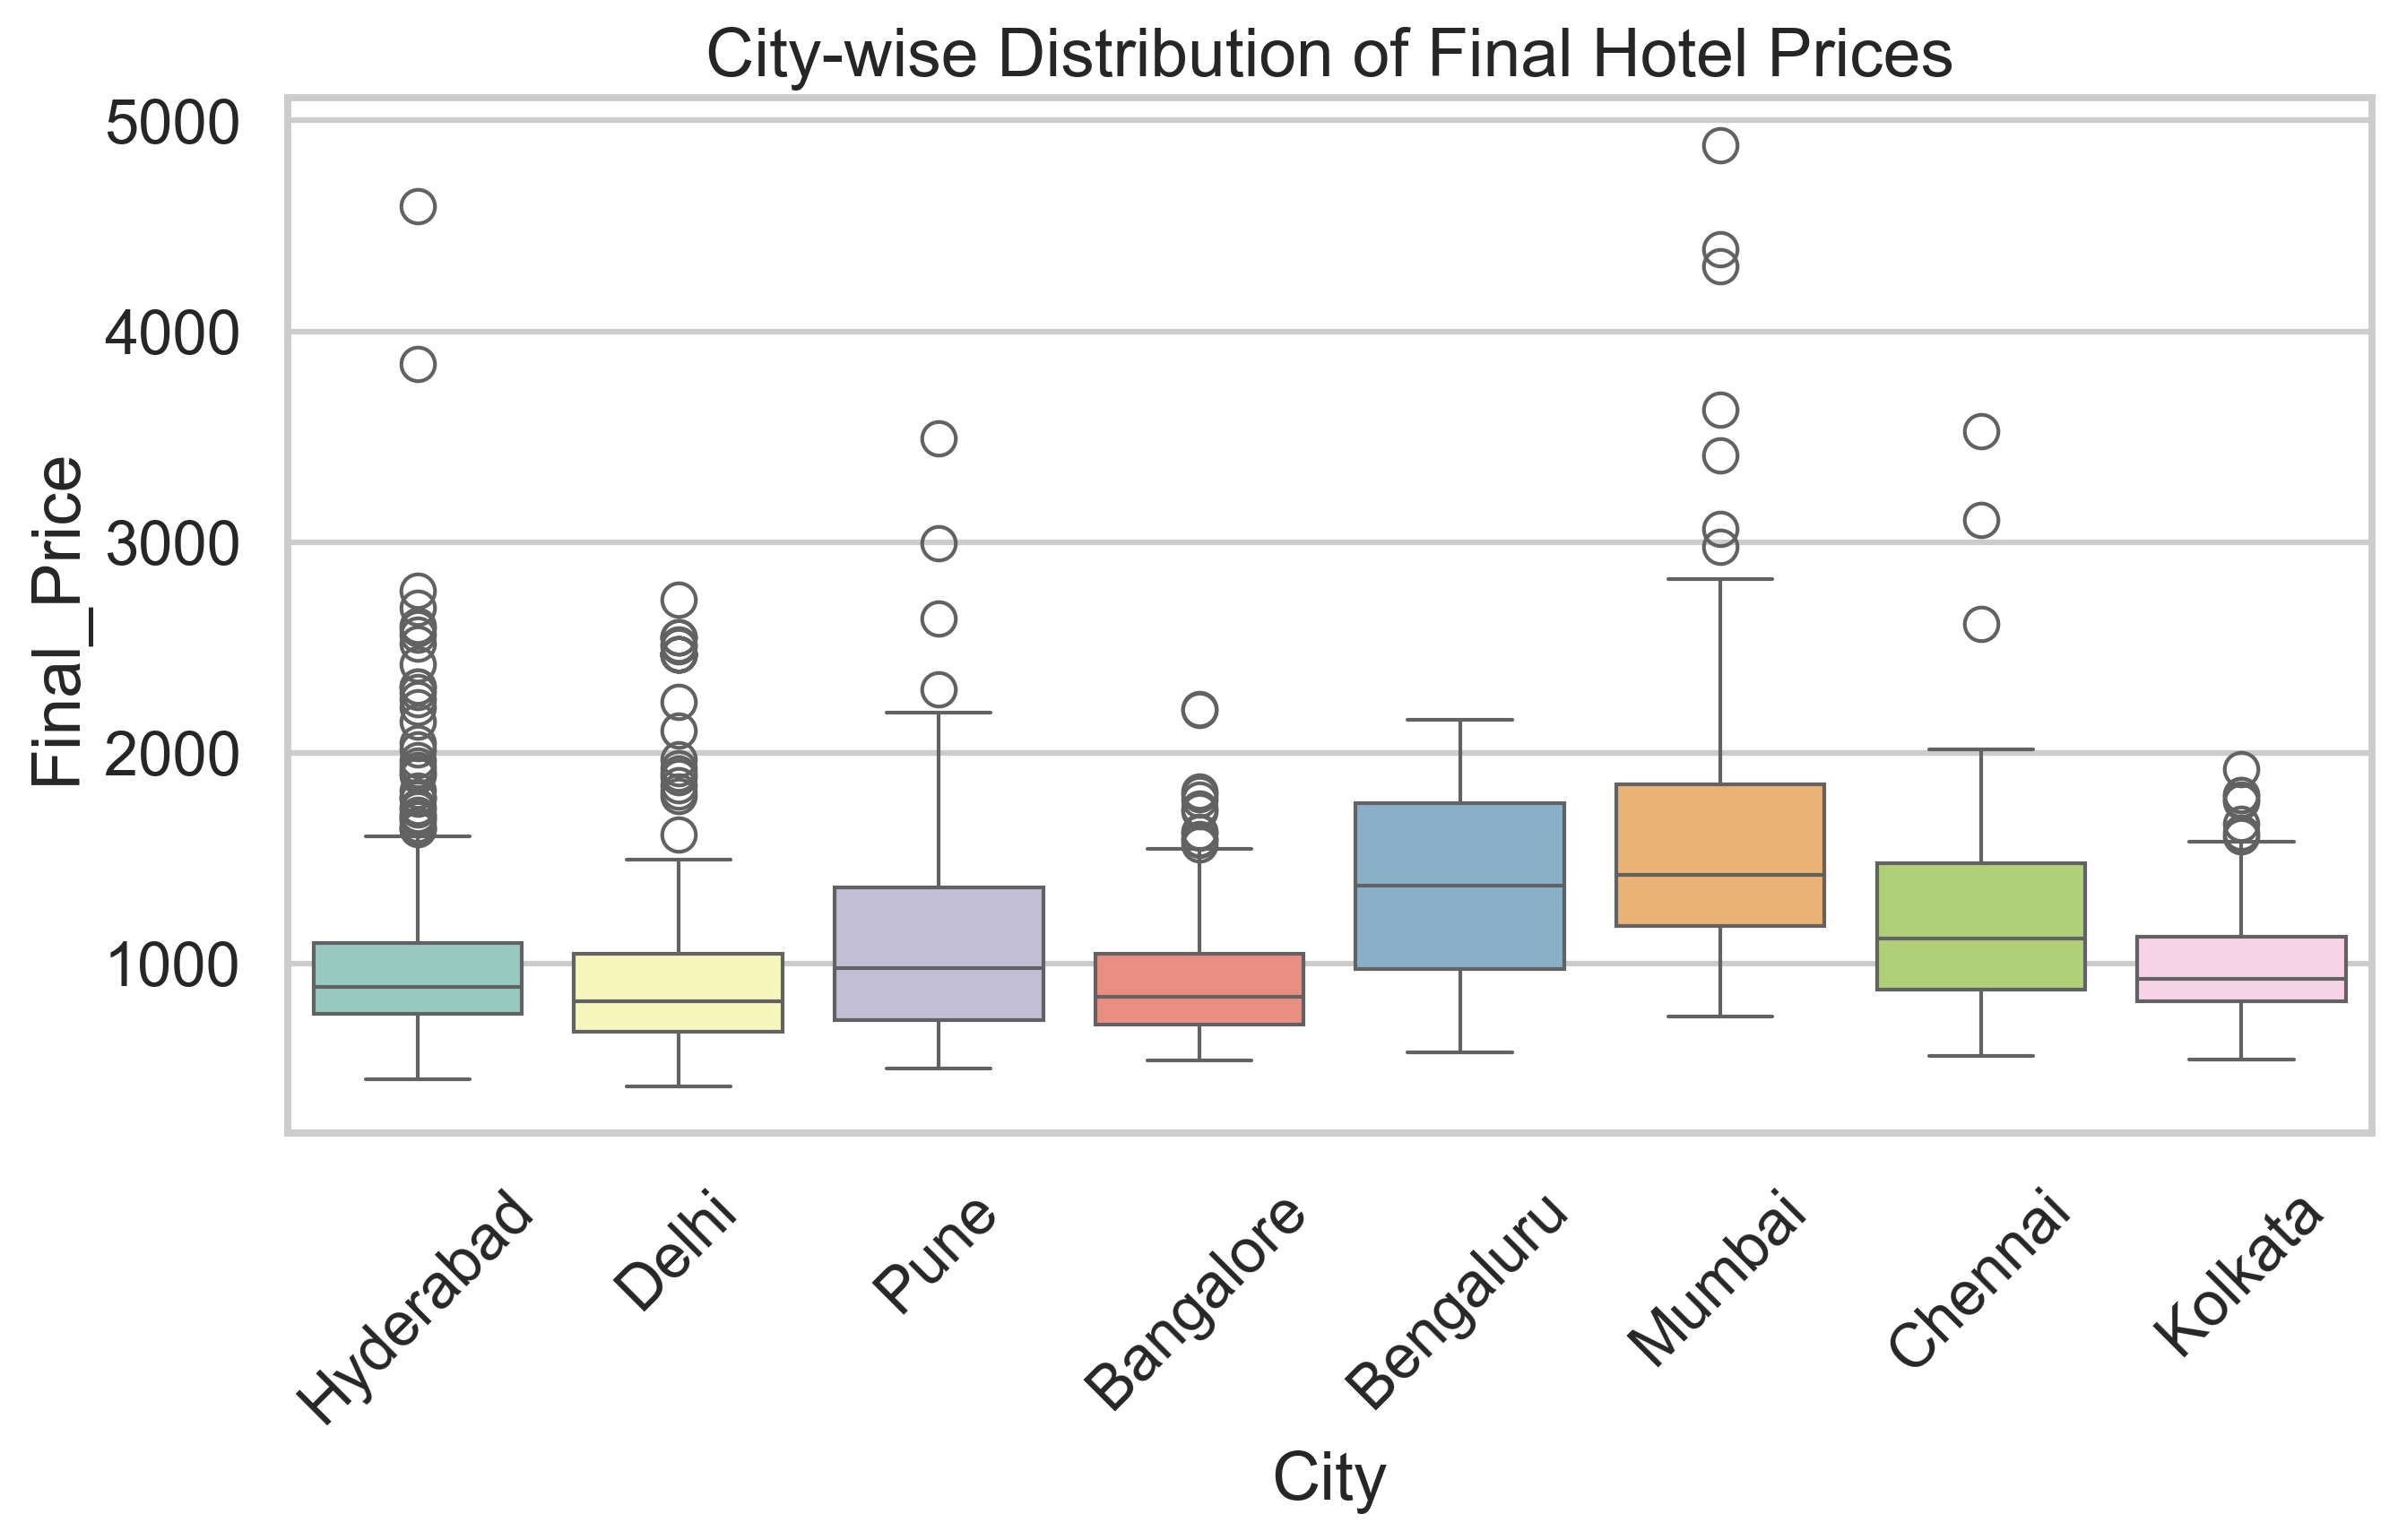 City-wise Distribution of Final Hotel Prices
5000
4000
3000
2000
1000
Final_Price
Hyderabad
Delhi
Pune
Bangalore
Bengaluru
Mumbai
Chennai
Kolkata
City